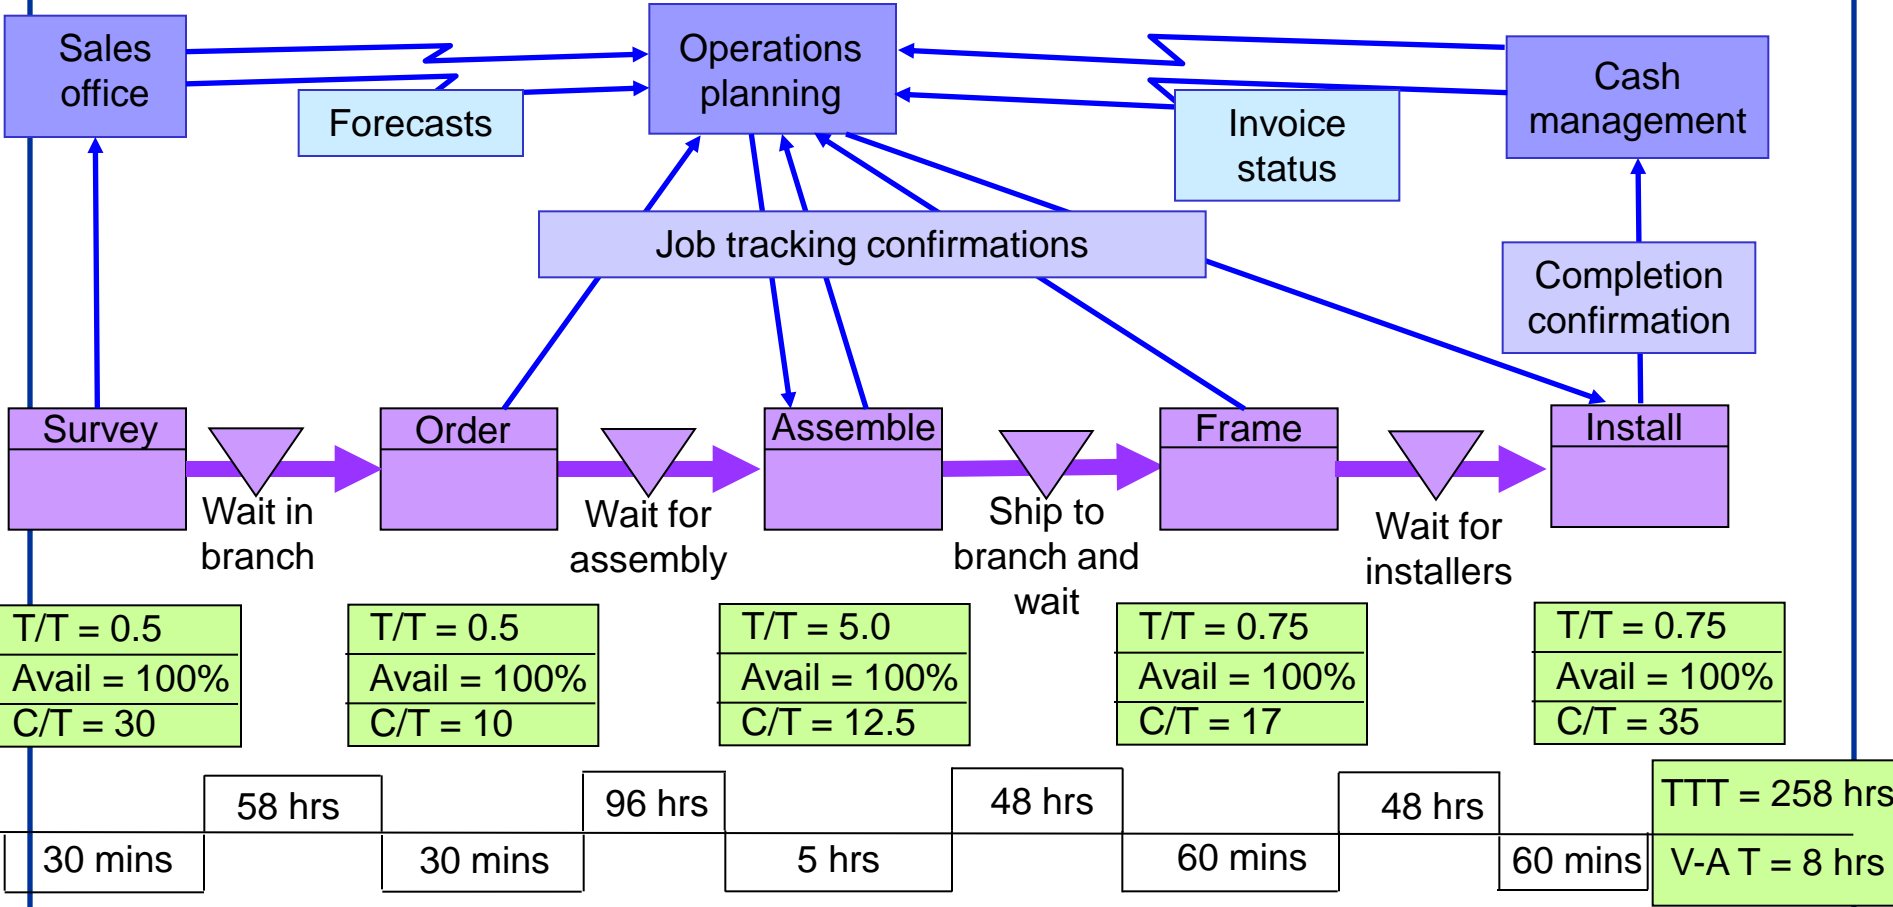 Sales
office
Operations
planning
Cash
management
Forecasts
Invoice
status
Job tracking confirmations
Completion
confirmation
Survey
Order
Assemble
Frame
Install
Wait in
branch
Wait for
assembly
Ship to
branch and
wait
Wait for
installers
T/T = 0.5
Avail = 100%
C/T = 30
T/T = 0.5
Avail = 100%
C/T = 10
T/T = 5.0
Avail = 100%
C/T = 12.5
T/T = 0.75
Avail = 100%
C/T = 17
T/T = 0.75
Avail = 100%
C/T = 35
58 hrs
96 hrs
48 hrs
48 hrs
TTT = 258 hrs
30 mins
30 mins
5 hrs
60 mins
60 mins
V-A T = 8 hrs